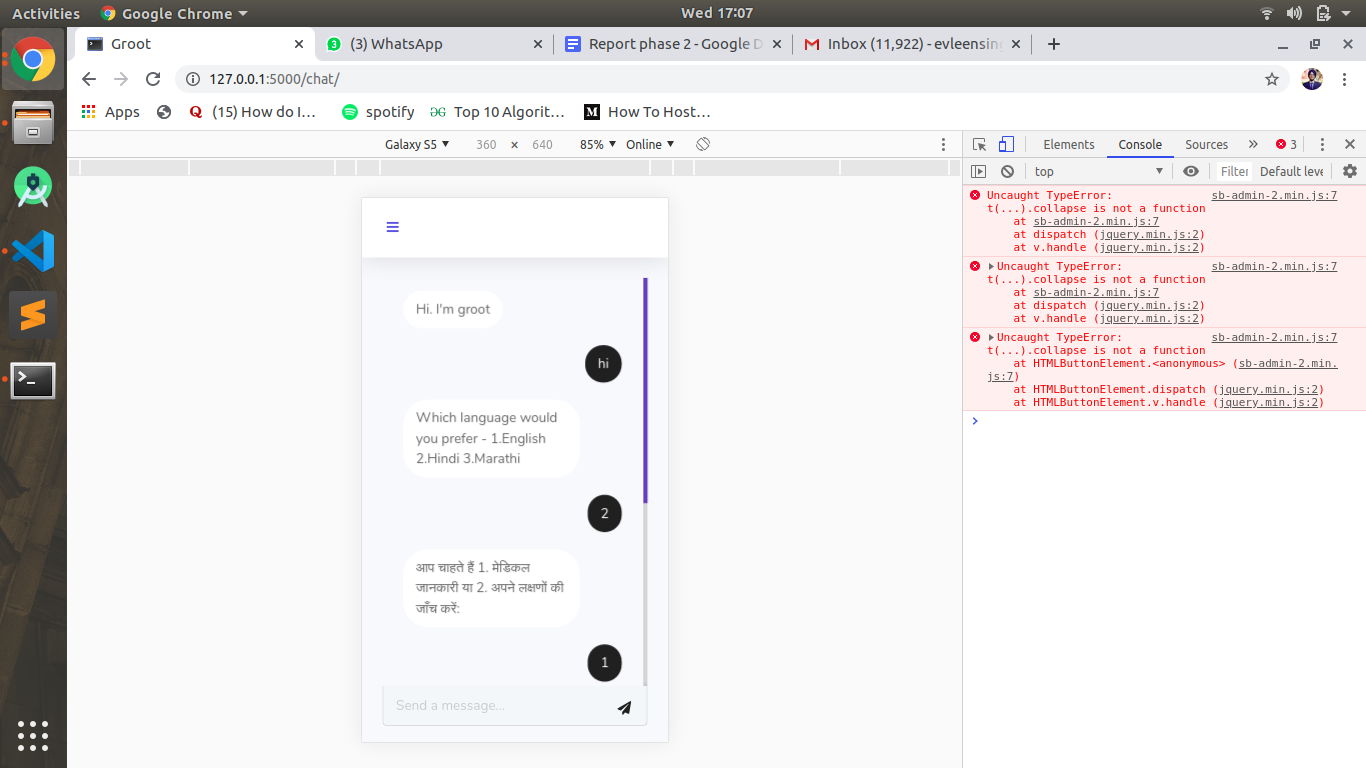 Activities
Google Chrome
Wed 17:07
Groot
(3) WhatsApp
Report phase 2 - Google D
Inbox (11,922) - evleensing
127.0.0.1:5000/chat/
Apps
(15) How do I...
spotify
Top 10 Algorit...
How To Host...
Galaxy S5
360 × 640
85%
Online
Elements
Console
Sources
3
top
Filter
Default leve
Uncaught TypeError: sb-admin-2.min.js:7
t(...).collapse is not a function
at sb-admin-2.min.js:7
at dispatch (jquery.min.js:2)
at v.handle (jquery.min.js:2)
Uncaught TypeError: sb-admin-2.min.js:7
t(...).collapse is not a function
at sb-admin-2.min.js:7
at dispatch (jquery.min.js:2)
at v.handle (jquery.min.js:2)
Uncaught TypeError: sb-admin-2.min.js:7
t(...).collapse is not a function
at HTMLButtonElement.<anonymous> (sb-admin-2.min.
js:7)
at HTMLButtonElement.dispatch (jquery.min.js:2)
at HTMLButtonElement.v.handle (jquery.min.js:2)
Hi. I'm groot
hi
Which language would
you prefer - 1.English
2.Hindi 3.Marathi
2
आप चाहते हैं 1. मेडिकल
जानकारी या 2. अपने लक्षणों की
जाँच करें:
1
Send a message...